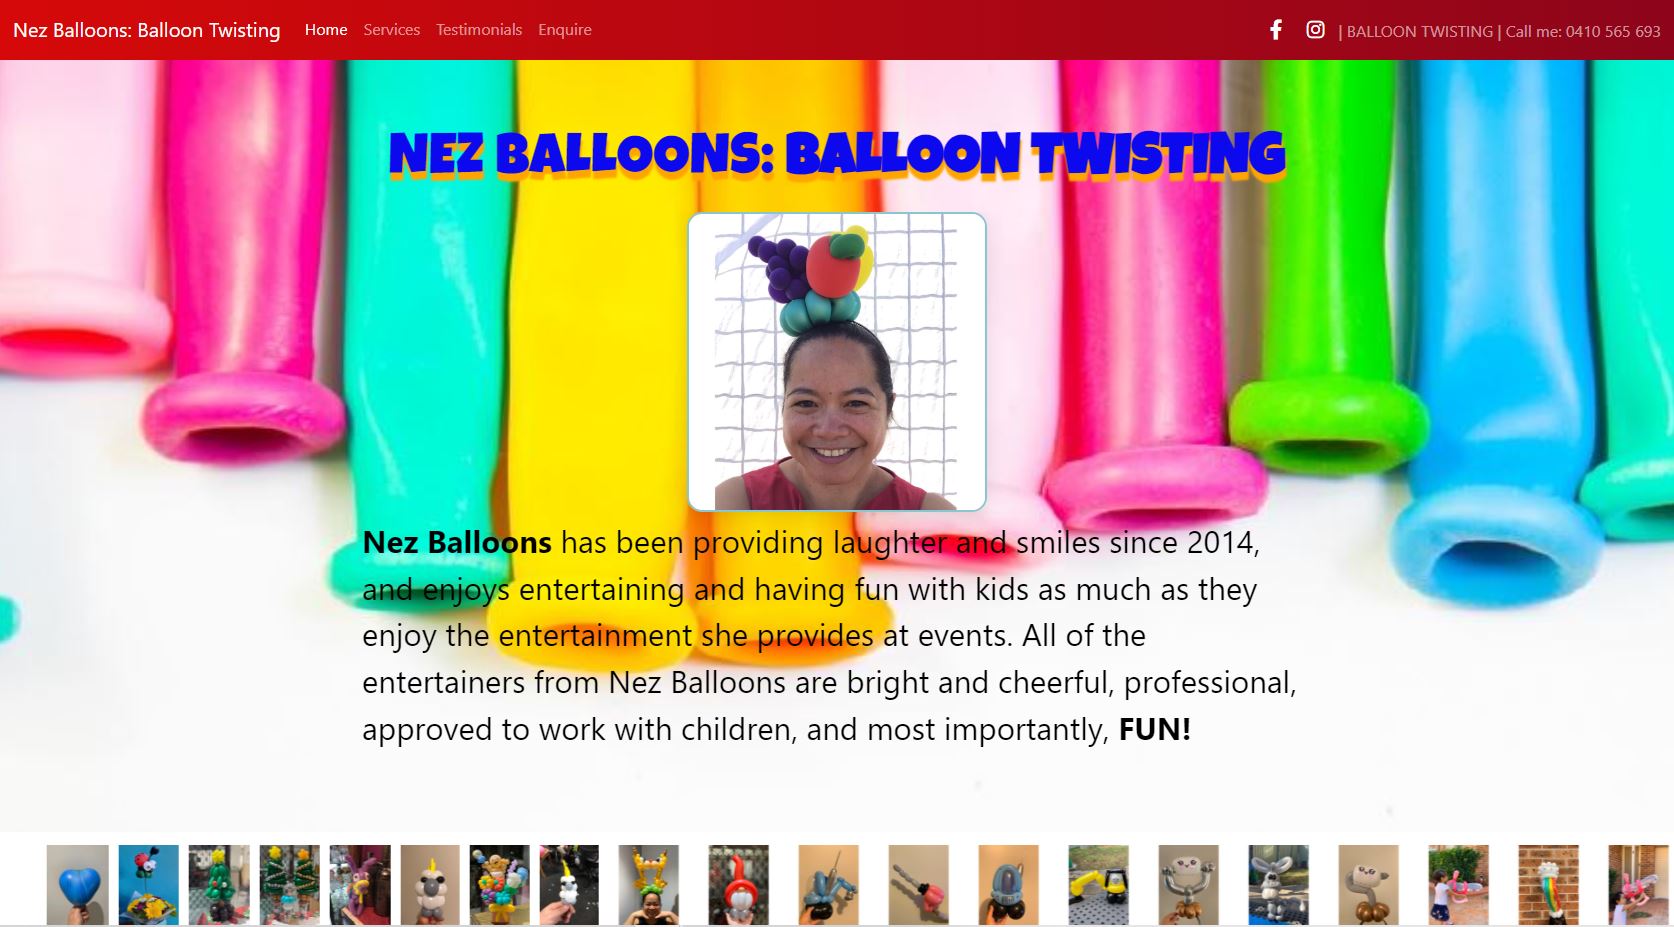 Nez Balloons: Balloon Twisting Home Services Testimonials Enquire | BALLOON TWISTING | Call me: 0410 565 693
NEZ BALLOONS: BALLOON TWISTING
Nez Balloons has been providing laughter and smiles since 2014,
and enjoys entertaining and having fun with kids as much as they
enjoy the entertainment she provides at events. All of the
entertainers from Nez Balloons are bright and cheerful, professional,
approved to work with children, and most importantly, FUN!